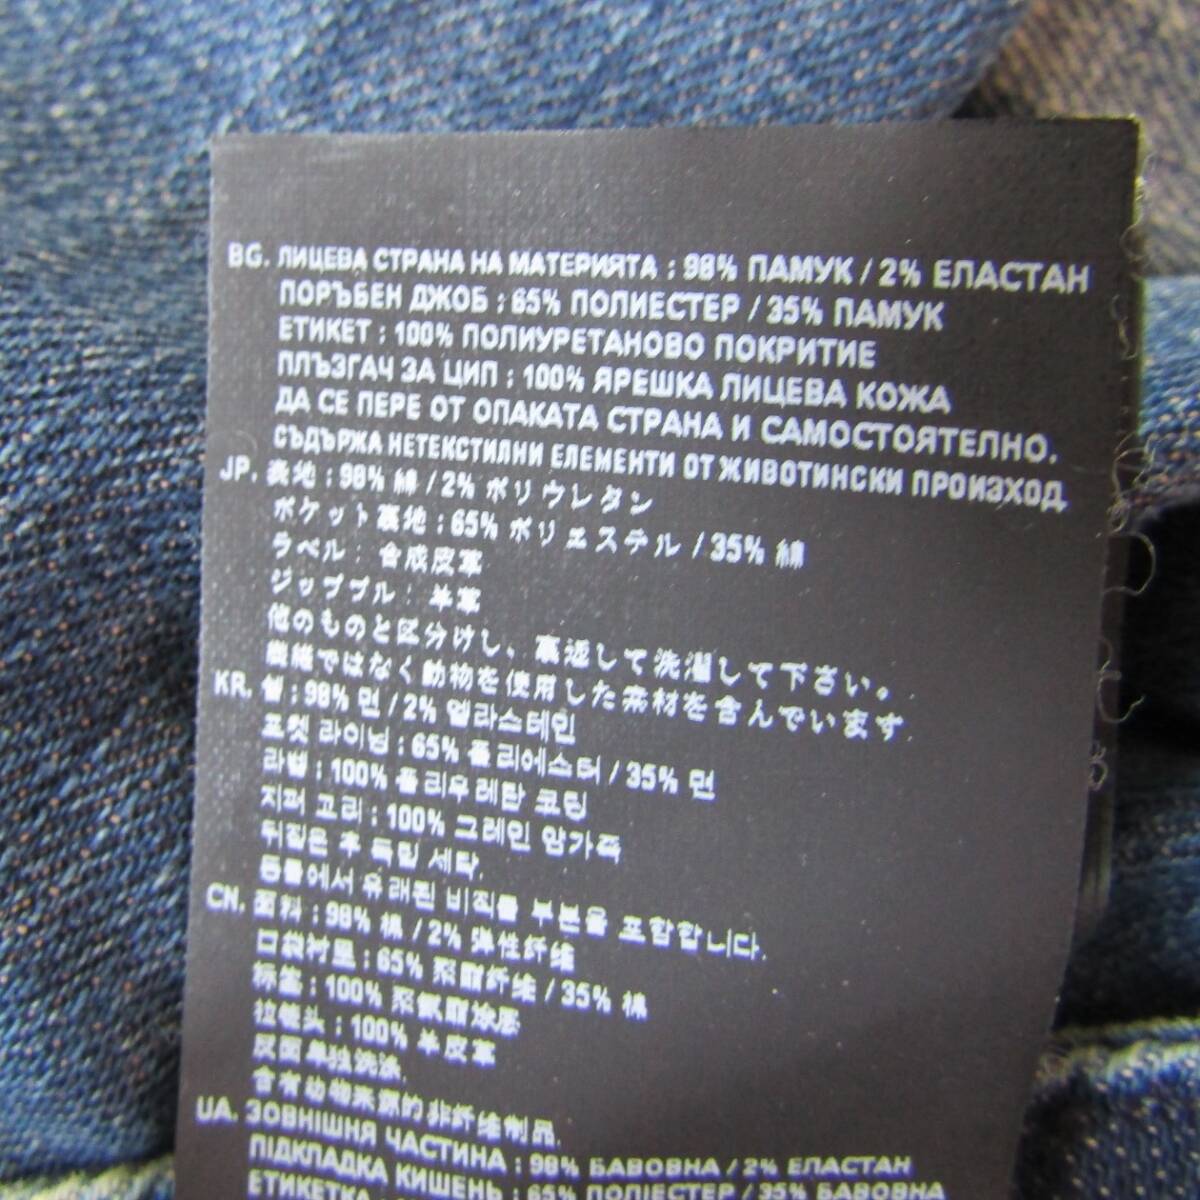 BG. ЛИЦЕВА СТРАНА НА МАТЕРИЯТА : 98% ПАМУК / 2% ЕЛАСТАН
ПОРЪБЕН ДЖОБ : 65% ПОЛИЕСТЕР / 35% ПАМУК
ЕТИКЕТ : 100% ПОЛИУРЕТАНОВО ПОКРИТИЕ
ПЛЪЗГАЧ ЗА ЦИП : 100% ЯРЕШКА ЛИЦЕВА КОЖА
ДА СЕ ПЕРЕ ОТ ОПАКАТА СТРАНА И САМОСТОЯТЕЛНО.
СЪДЪРЖА НЕТЕКСТИЛНИ ЕЛЕМЕНТИ ОТ ЖИВОТИНСКИ ПРОИЗХОД
JP. 表地 : 98% 綿 / 2% ポリウレタン
ポケット裏地 : 65% ポリエステル / 35% 綿
ラベル : 合成皮革
ジッププル : 羊革
他のものと区分けし、裏返して洗濯して下さい。
繊維ではなく動物を使用した素材を含んでいます
KR. 쉘 : 98% 면 / 2% 엘라스테인
포켓 라이닝 : 65% 폴리에스터 / 35% 면
라벨 : 100% 폴리우레탄 코팅
지퍼 고리 : 100% 그레인 양가죽
뒤집은 후 독립 세탁.
동물에서 유래된 비직물 부분을 포함합니다.
CN. 面料 : 98% 棉 / 2% 弹性纤维
口袋衬里 : 65% 聚酯纤维 / 35% 棉
标签 : 100% 聚氨酯涂层
拉链头 : 100% 羊皮革
反面单独洗涤.
含有动物来源的非纤维制品.
UA. ЗОВНІШНЯ ЧАСТИНА : 98% БАВОВНА / 2% ЕЛАСТАН
ПІДКЛАДКА КИШЕНЬ : 65% ПОЛІЕСТЕР / 35% БАВОВНА
ЕТИКЕТКА